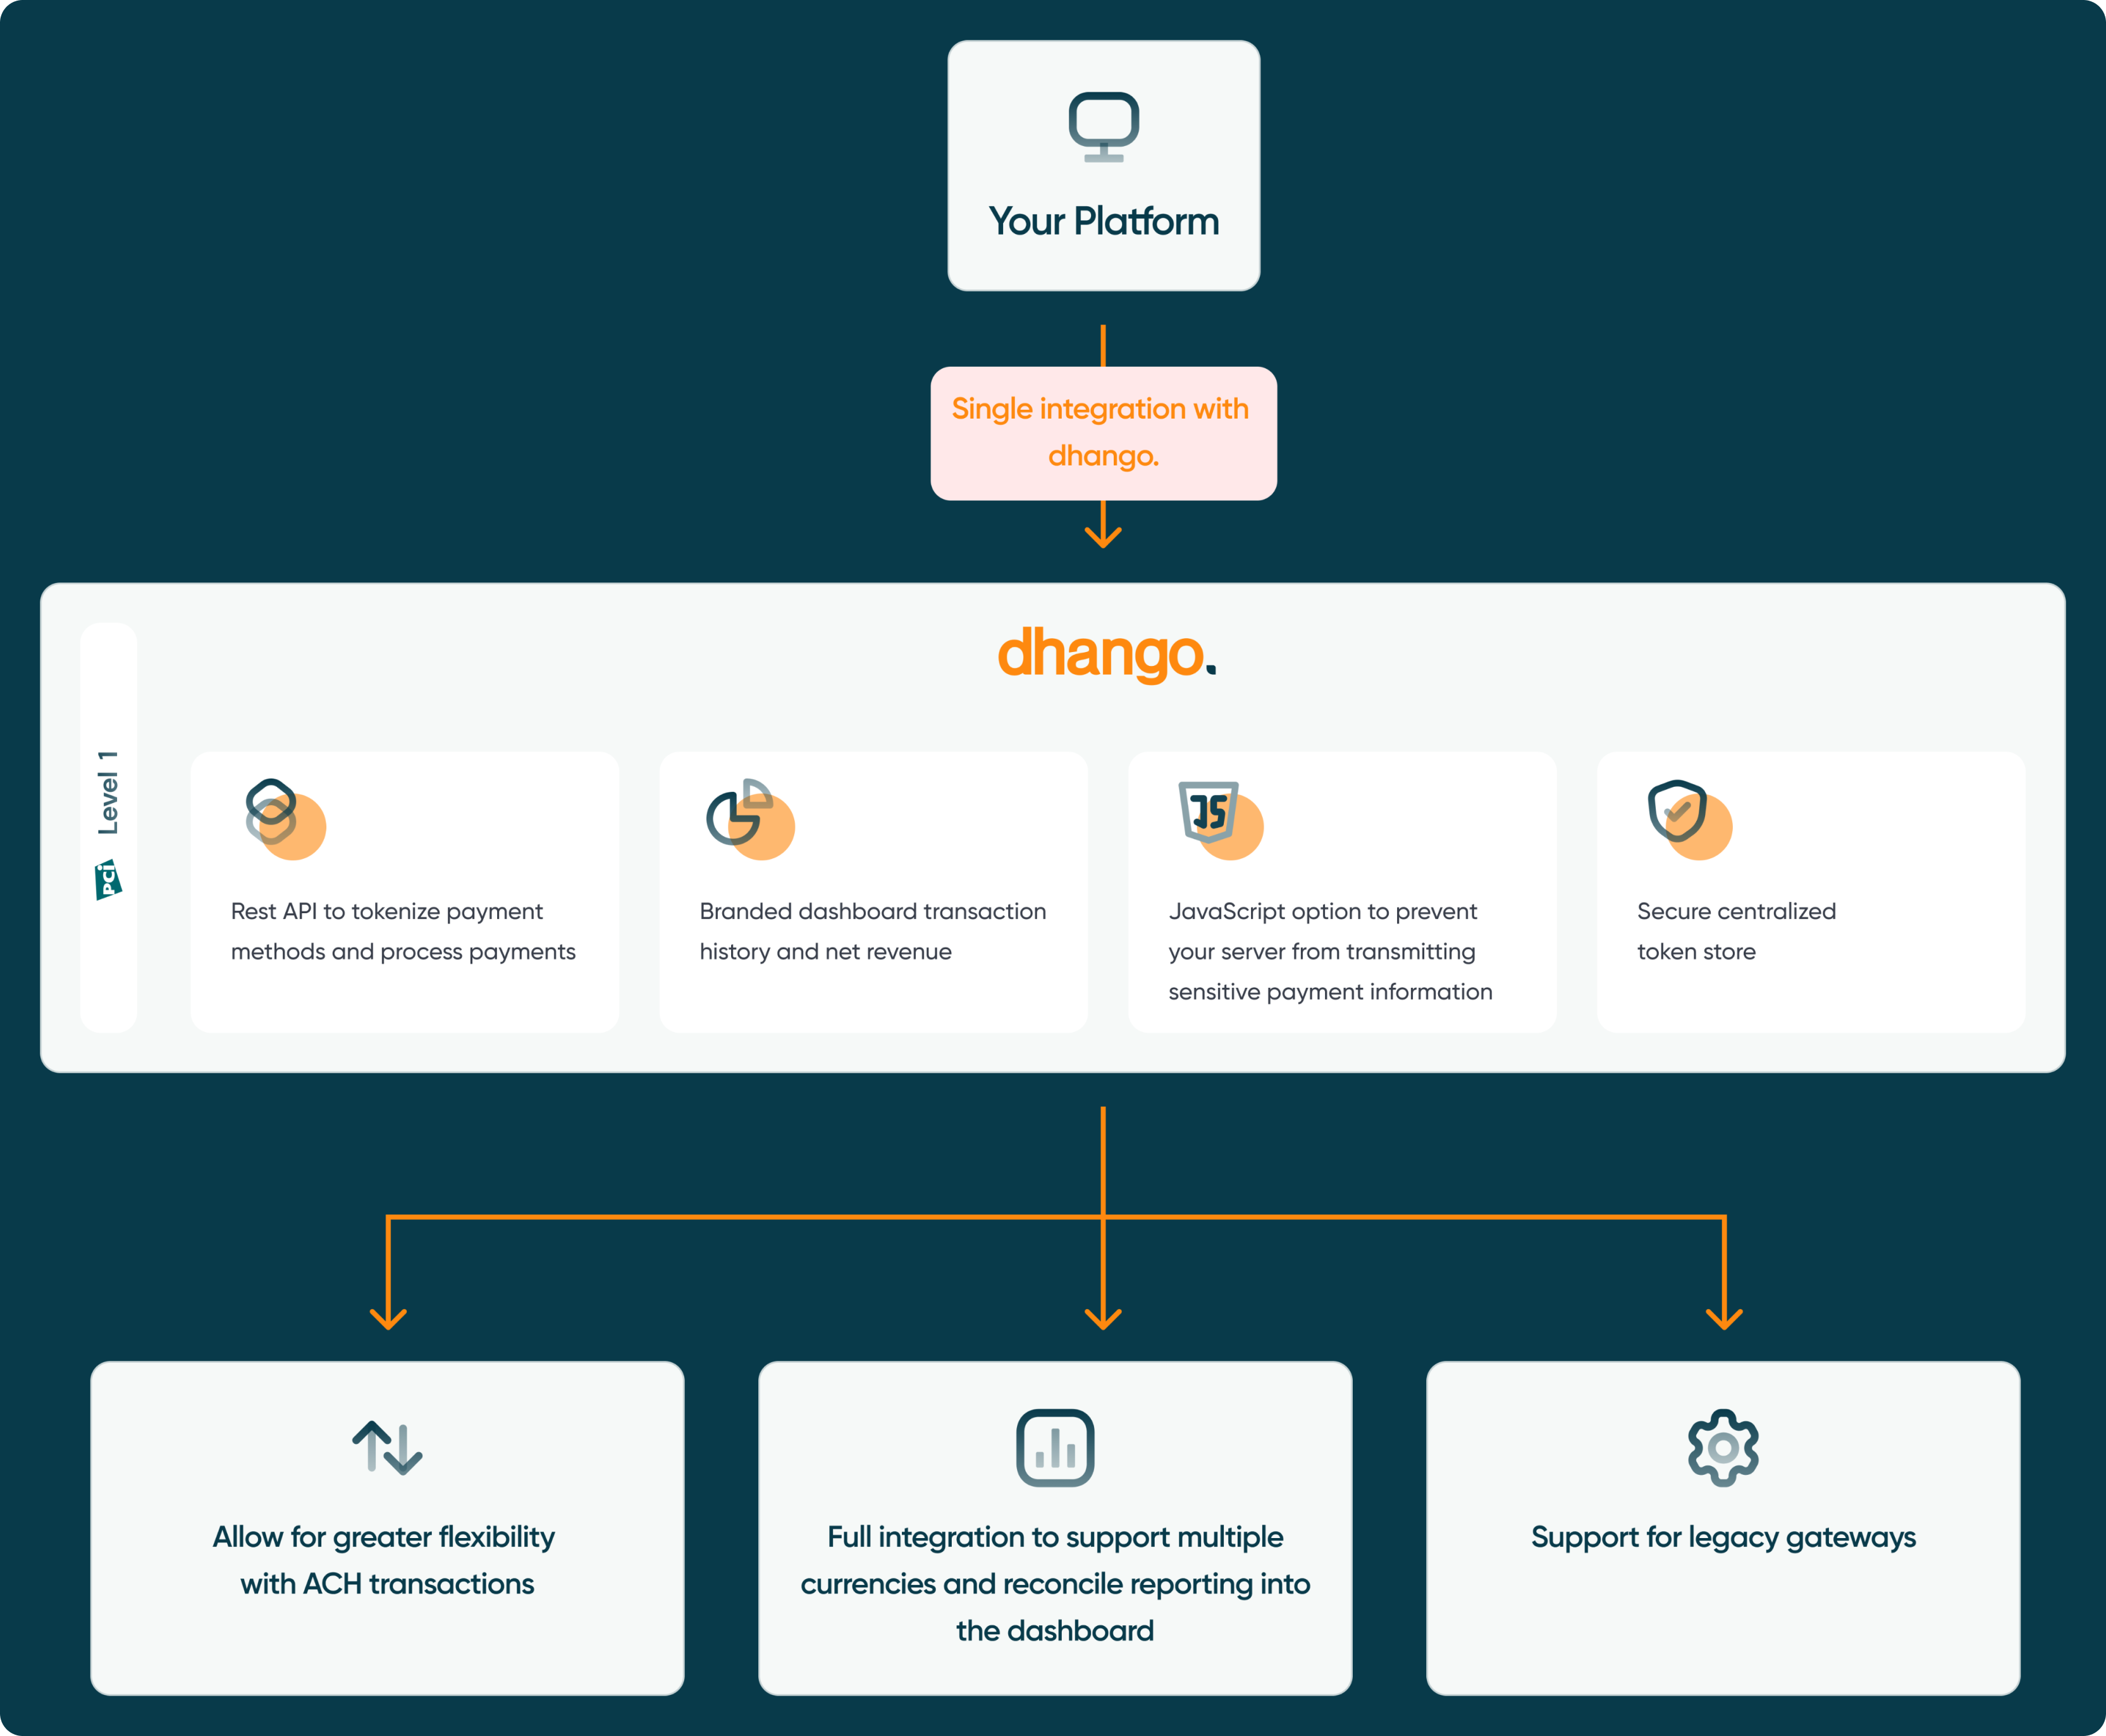 Your Platform
Single integration with
dhango.
dhango.
PCi Level 1
Rest API to tokenize payment
methods and process payments
Branded dashboard transaction
history and net revenue
JS
JavaScript option to prevent
your server from transmitting
sensitive payment information
Secure centralized
token store
Allow for greater flexibility
with ACH transactions
Full integration to support multiple
currencies and reconcile reporting into
the dashboard
Support for legacy gateways